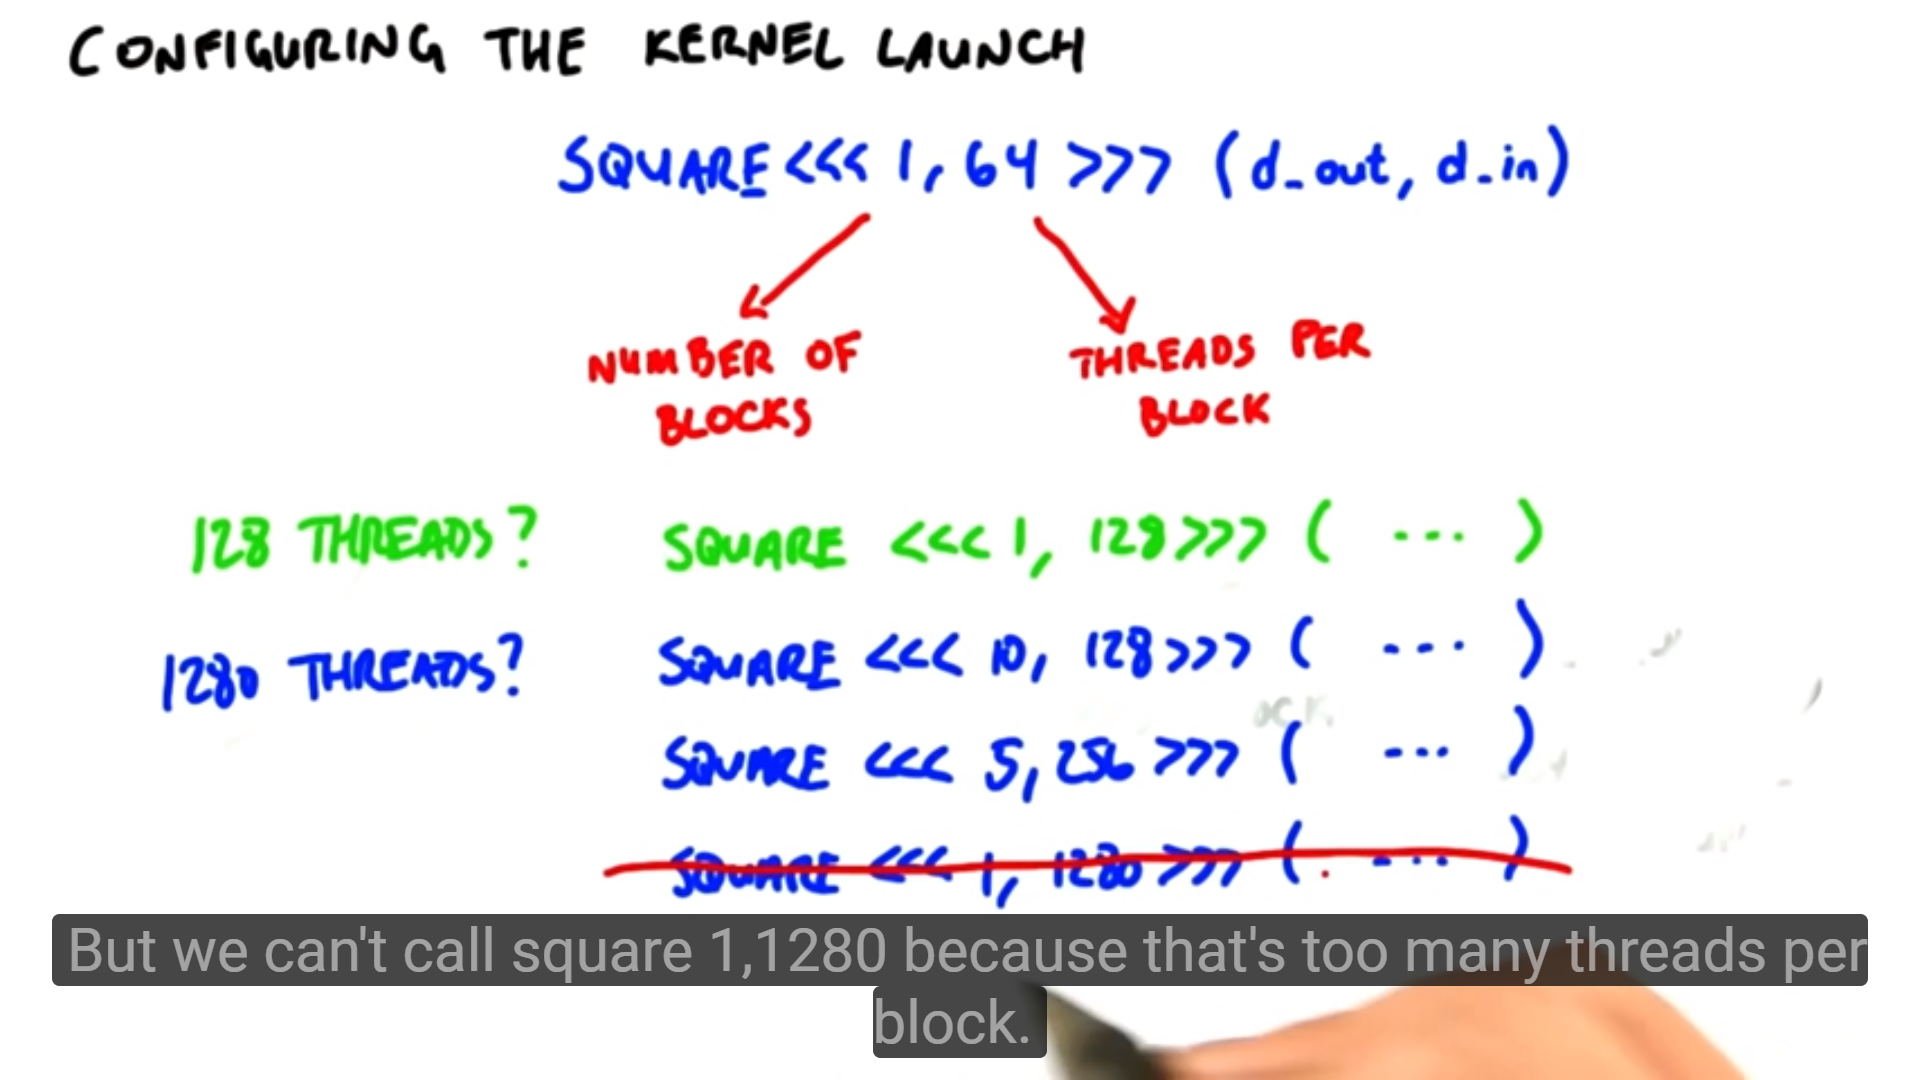 CONFIGURING THE KERNEL LAUNCH
SQUARE <<< 1, 64 >>> (d_out, d_in)
NUMBER OF BLOCKS
THREADS PER BLOCK
128 THREADS? SQUARE <<< 1, 128 >>> ( ... )
1280 THREADS? SQUARE <<< 10, 128 >>> ( ... )
SQUARE <<< 5, 256 >>> ( ... )
SQUARE <<< 1, 1280 >>> ( ... )
But we can't call square 1,1280 because that's too many threads per
block.